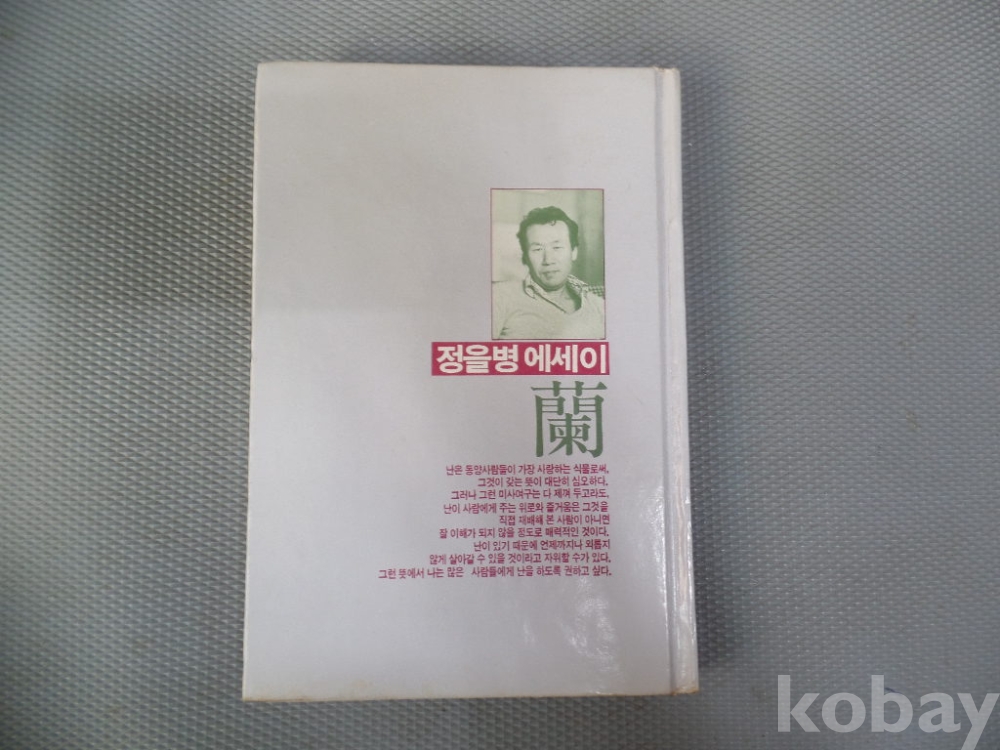 정을병 에세이
蘭
난은 동양사람들이 가장 사랑하는 식물로써,
그것이 갖는 뜻이 대단히 심오하다.
그러나 그런 미사여구는 다 제껴 두고라도,
난이 사람에게 주는 위로와 즐거움은 그것을
직접 재배해 본 사람이 아니면
잘 이해가 되지 않을 정도로 매력적인 것이다.
난이 있기 때문에 언제까지나 외롭지
않게 살아갈 수 있을 것이라고 자위할 수가 있다.
그런 뜻에서 나는 많은 사람들에게 난을 하도록 권하고 싶다.
kobay